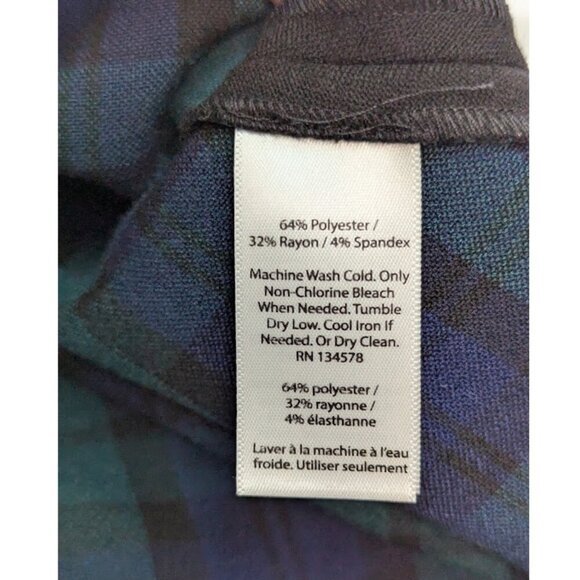 64% Polyester /
32% Rayon / 4% Spandex
Machine Wash Cold. Only
Non-Chlorine Bleach
When Needed. Tumble
Dry Low. Cool Iron If
Needed. Or Dry Clean.
RN 134578
64% polyester /
32% rayonne /
4% élasthanne
Laver à la machine à l'eau
froide. Utiliser seulement